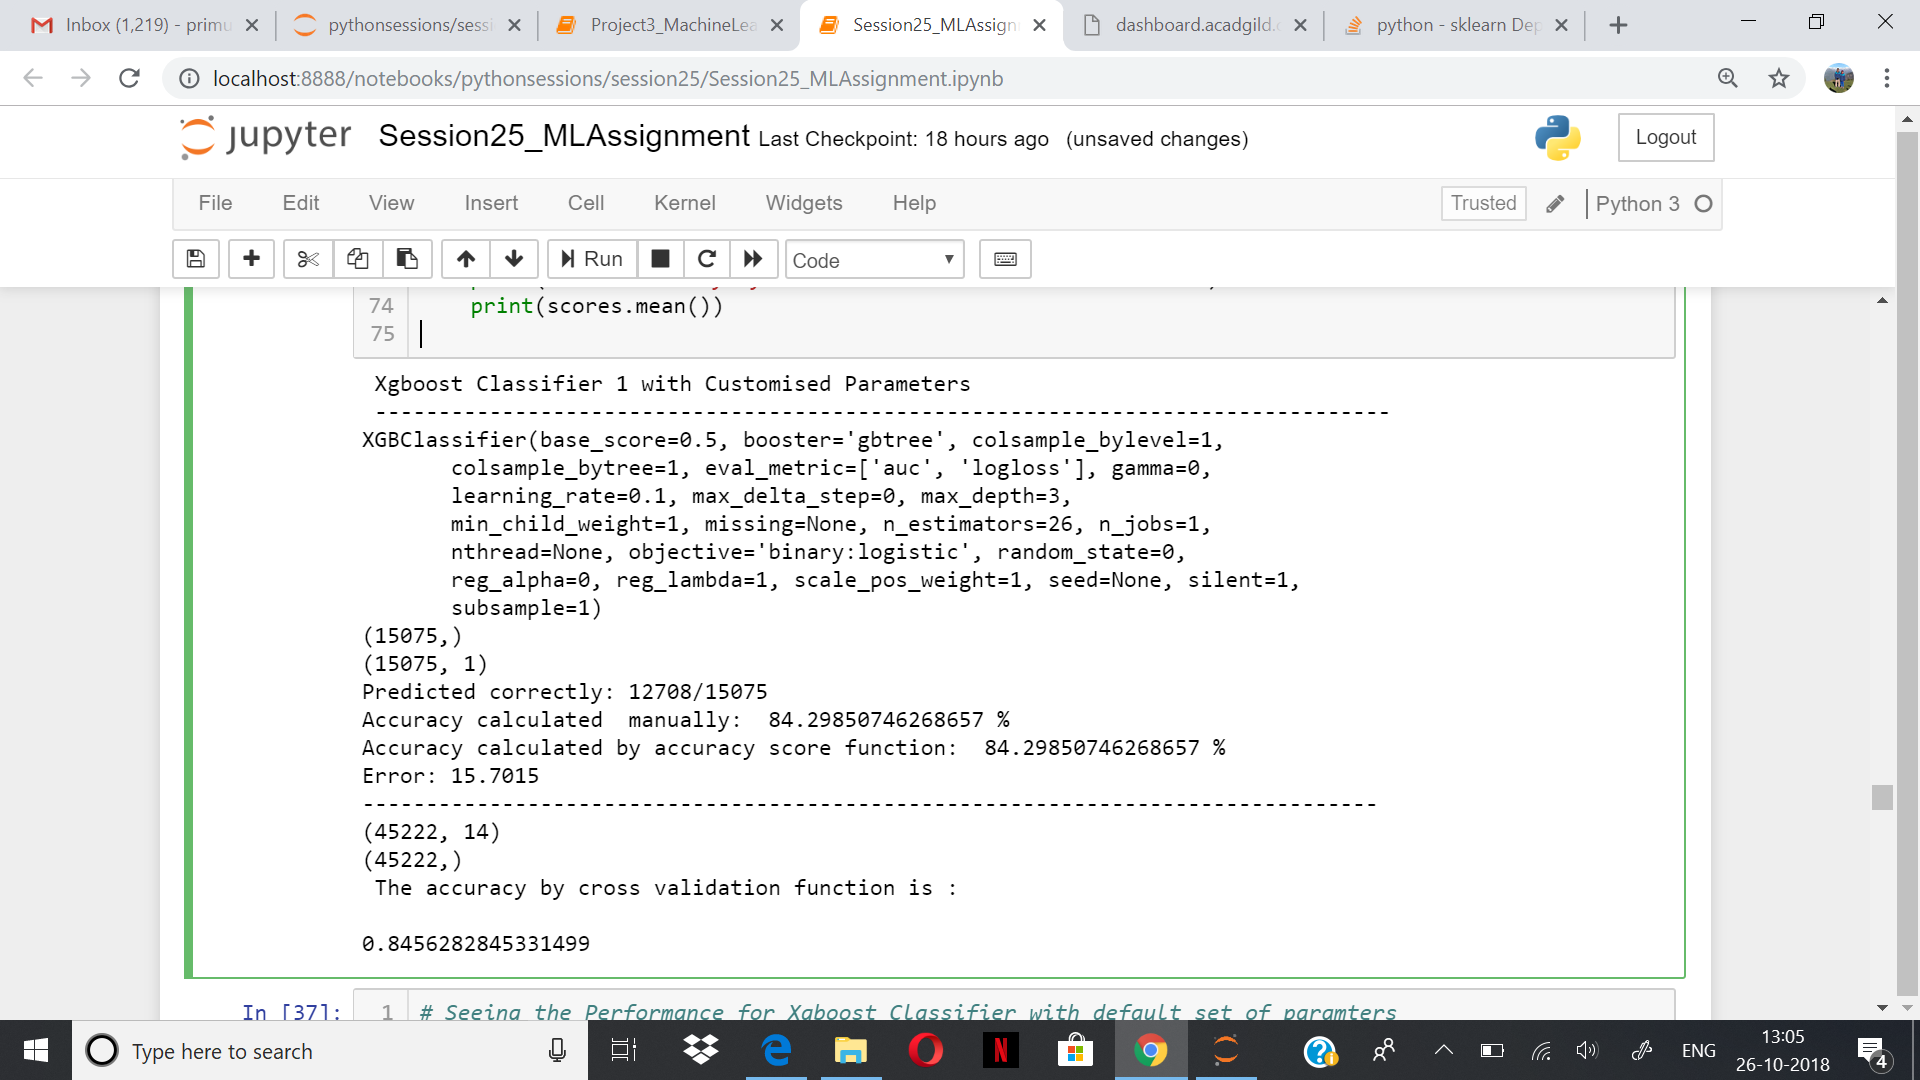 Inbox (1,219) - primu
pythonsessions/sessi
Project3_MachineLea
Session25_MLAssign
dashboard.acadgild.c
python - sklearn Dep
localhost:8888/notebooks/pythonsessions/session25/Session25_MLAssignment.ipynb
jupyter Session25_MLAssignment Last Checkpoint: 18 hours ago (unsaved changes)
Logout
File Edit View Insert Cell Kernel Widgets Help
Trusted Python 3
Run Code
74 print(scores.mean())
75
Xgboost Classifier 1 with Customised Parameters
--------------------------------------------------------------------------------
XGBClassifier(base_score=0.5, booster='gbtree', colsample_bylevel=1,
colsample_bytree=1, eval_metric=['auc', 'logloss'], gamma=0,
learning_rate=0.1, max_delta_step=0, max_depth=3,
min_child_weight=1, missing=None, n_estimators=26, n_jobs=1,
nthread=None, objective='binary:logistic', random_state=0,
reg_alpha=0, reg_lambda=1, scale_pos_weight=1, seed=None, silent=1,
subsample=1)
(15075,)
(15075, 1)
Predicted correctly: 12708/15075
Accuracy calculated  manually:  84.29850746268657 %
Accuracy calculated by accuracy score function:  84.29850746268657 %
Error: 15.7015
--------------------------------------------------------------------------------
(45222, 14)
(45222,)
The accuracy by cross validation function is :
0.8456282845331499
In [37]: 1 # Seeing the Performance for Xgboost Classifier with default set of paramters
Type here to search
ENG
13:05
26-10-2018
4